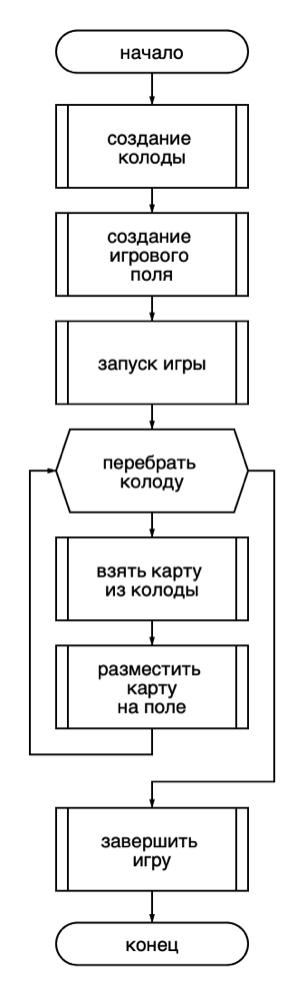 начало
создание
колоды
создание
игрового
поля
запуск игры
перебрать
колоду
взять карту
из колоды
разместить
карту
на поле
завершить
игру
конец